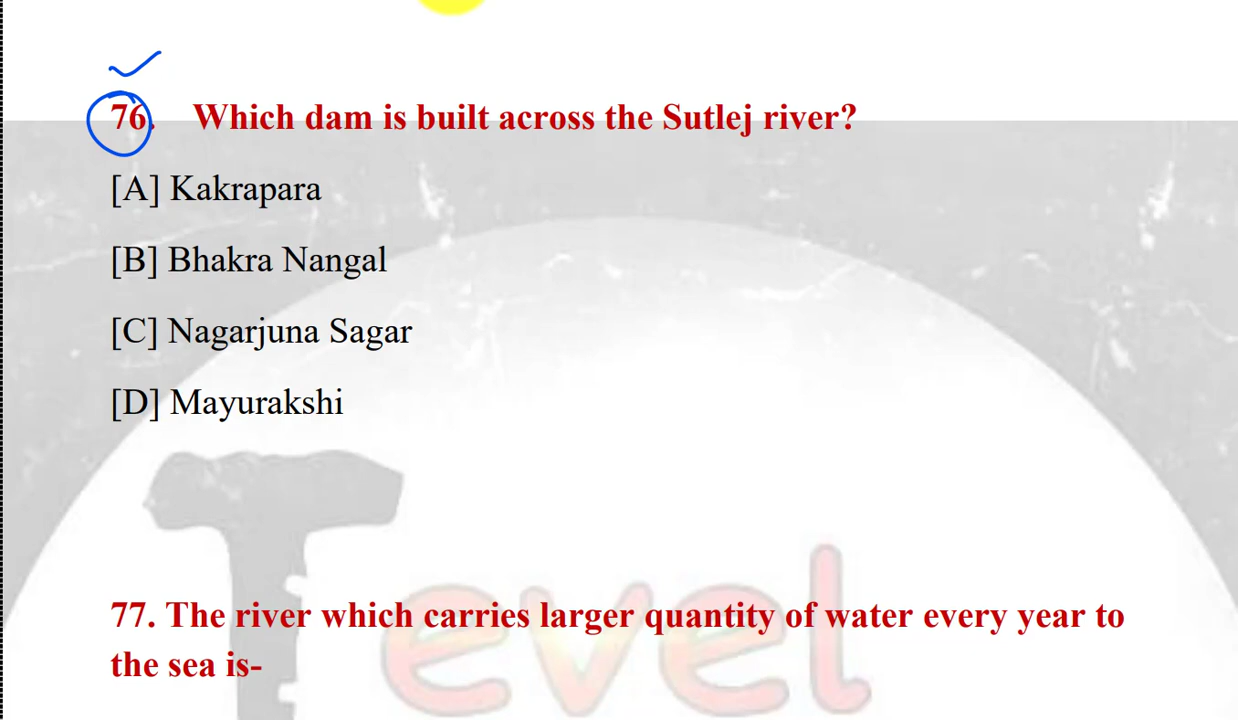 76. Which dam is built across the Sutlej river?
[A] Kakrapara
[B] Bhakra Nangal
[C] Nagarjuna Sagar
[D] Mayurakshi
77. The river which carries larger quantity of water every year to
the sea is-
Tevel